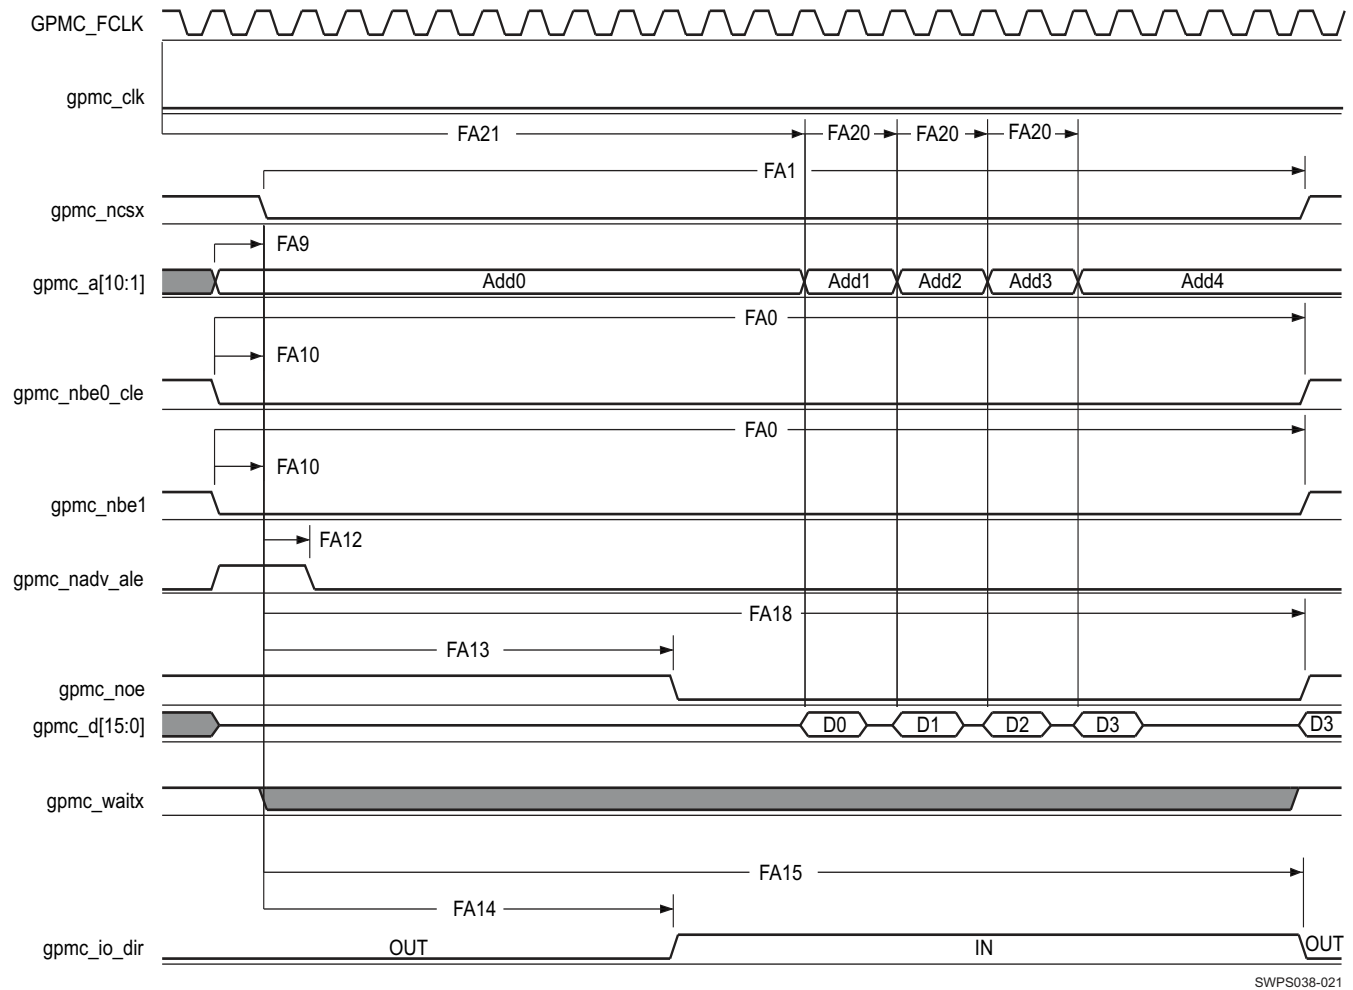 GPMC_FCLK
gpmc_clk
FA21 FA20 FA20 FA20
FA1
gpmc_ncsx
FA9
gpmc_a[10:1] Add0 Add1 Add2 Add3 Add4
FA0
FA10
gpmc_nbe0_cle
FA0
FA10
gpmc_nbe1
FA12
gpmc_nadv_ale
FA18
FA13
gpmc_noe
gpmc_d[15:0] D0 D1 D2 D3 D3
gpmc_waitx
FA15
FA14
gpmc_io_dir OUT IN OUT
SWPS038-021